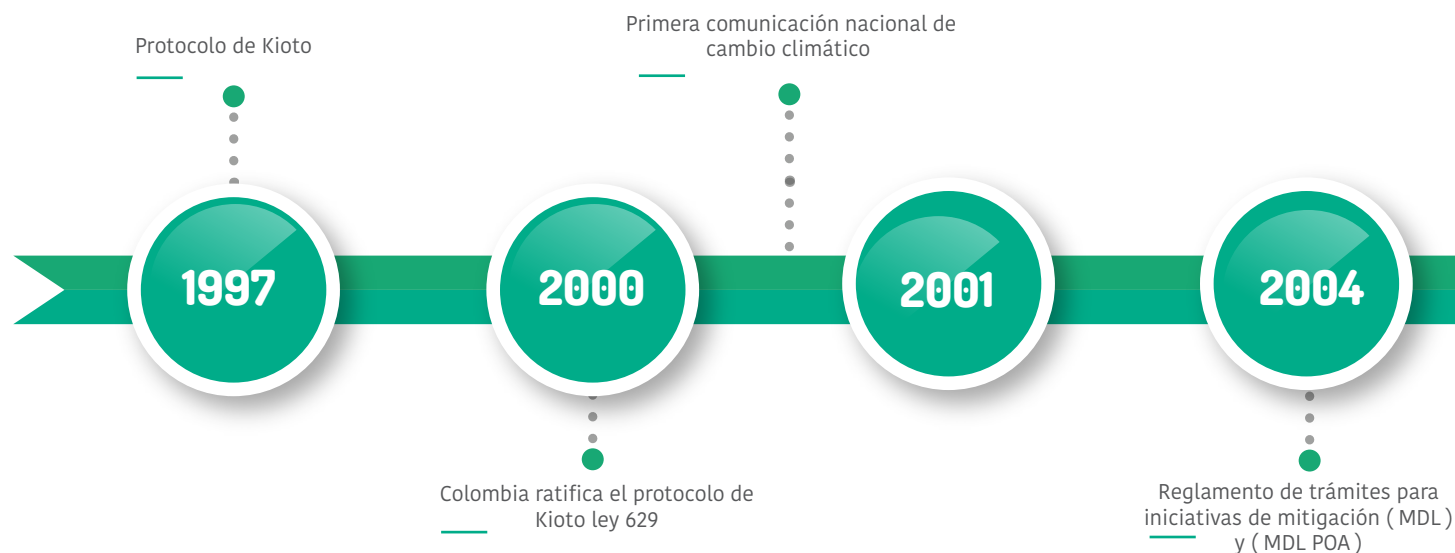 Protocolo de Kioto
Primera comunicación nacional de
cambio climático
1997
2000
2001
2004
Colombia ratifica el protocolo de
Kioto ley 629
Reglamento de trámites para
iniciativas de mitigación ( MDL )
y ( MDL POA )